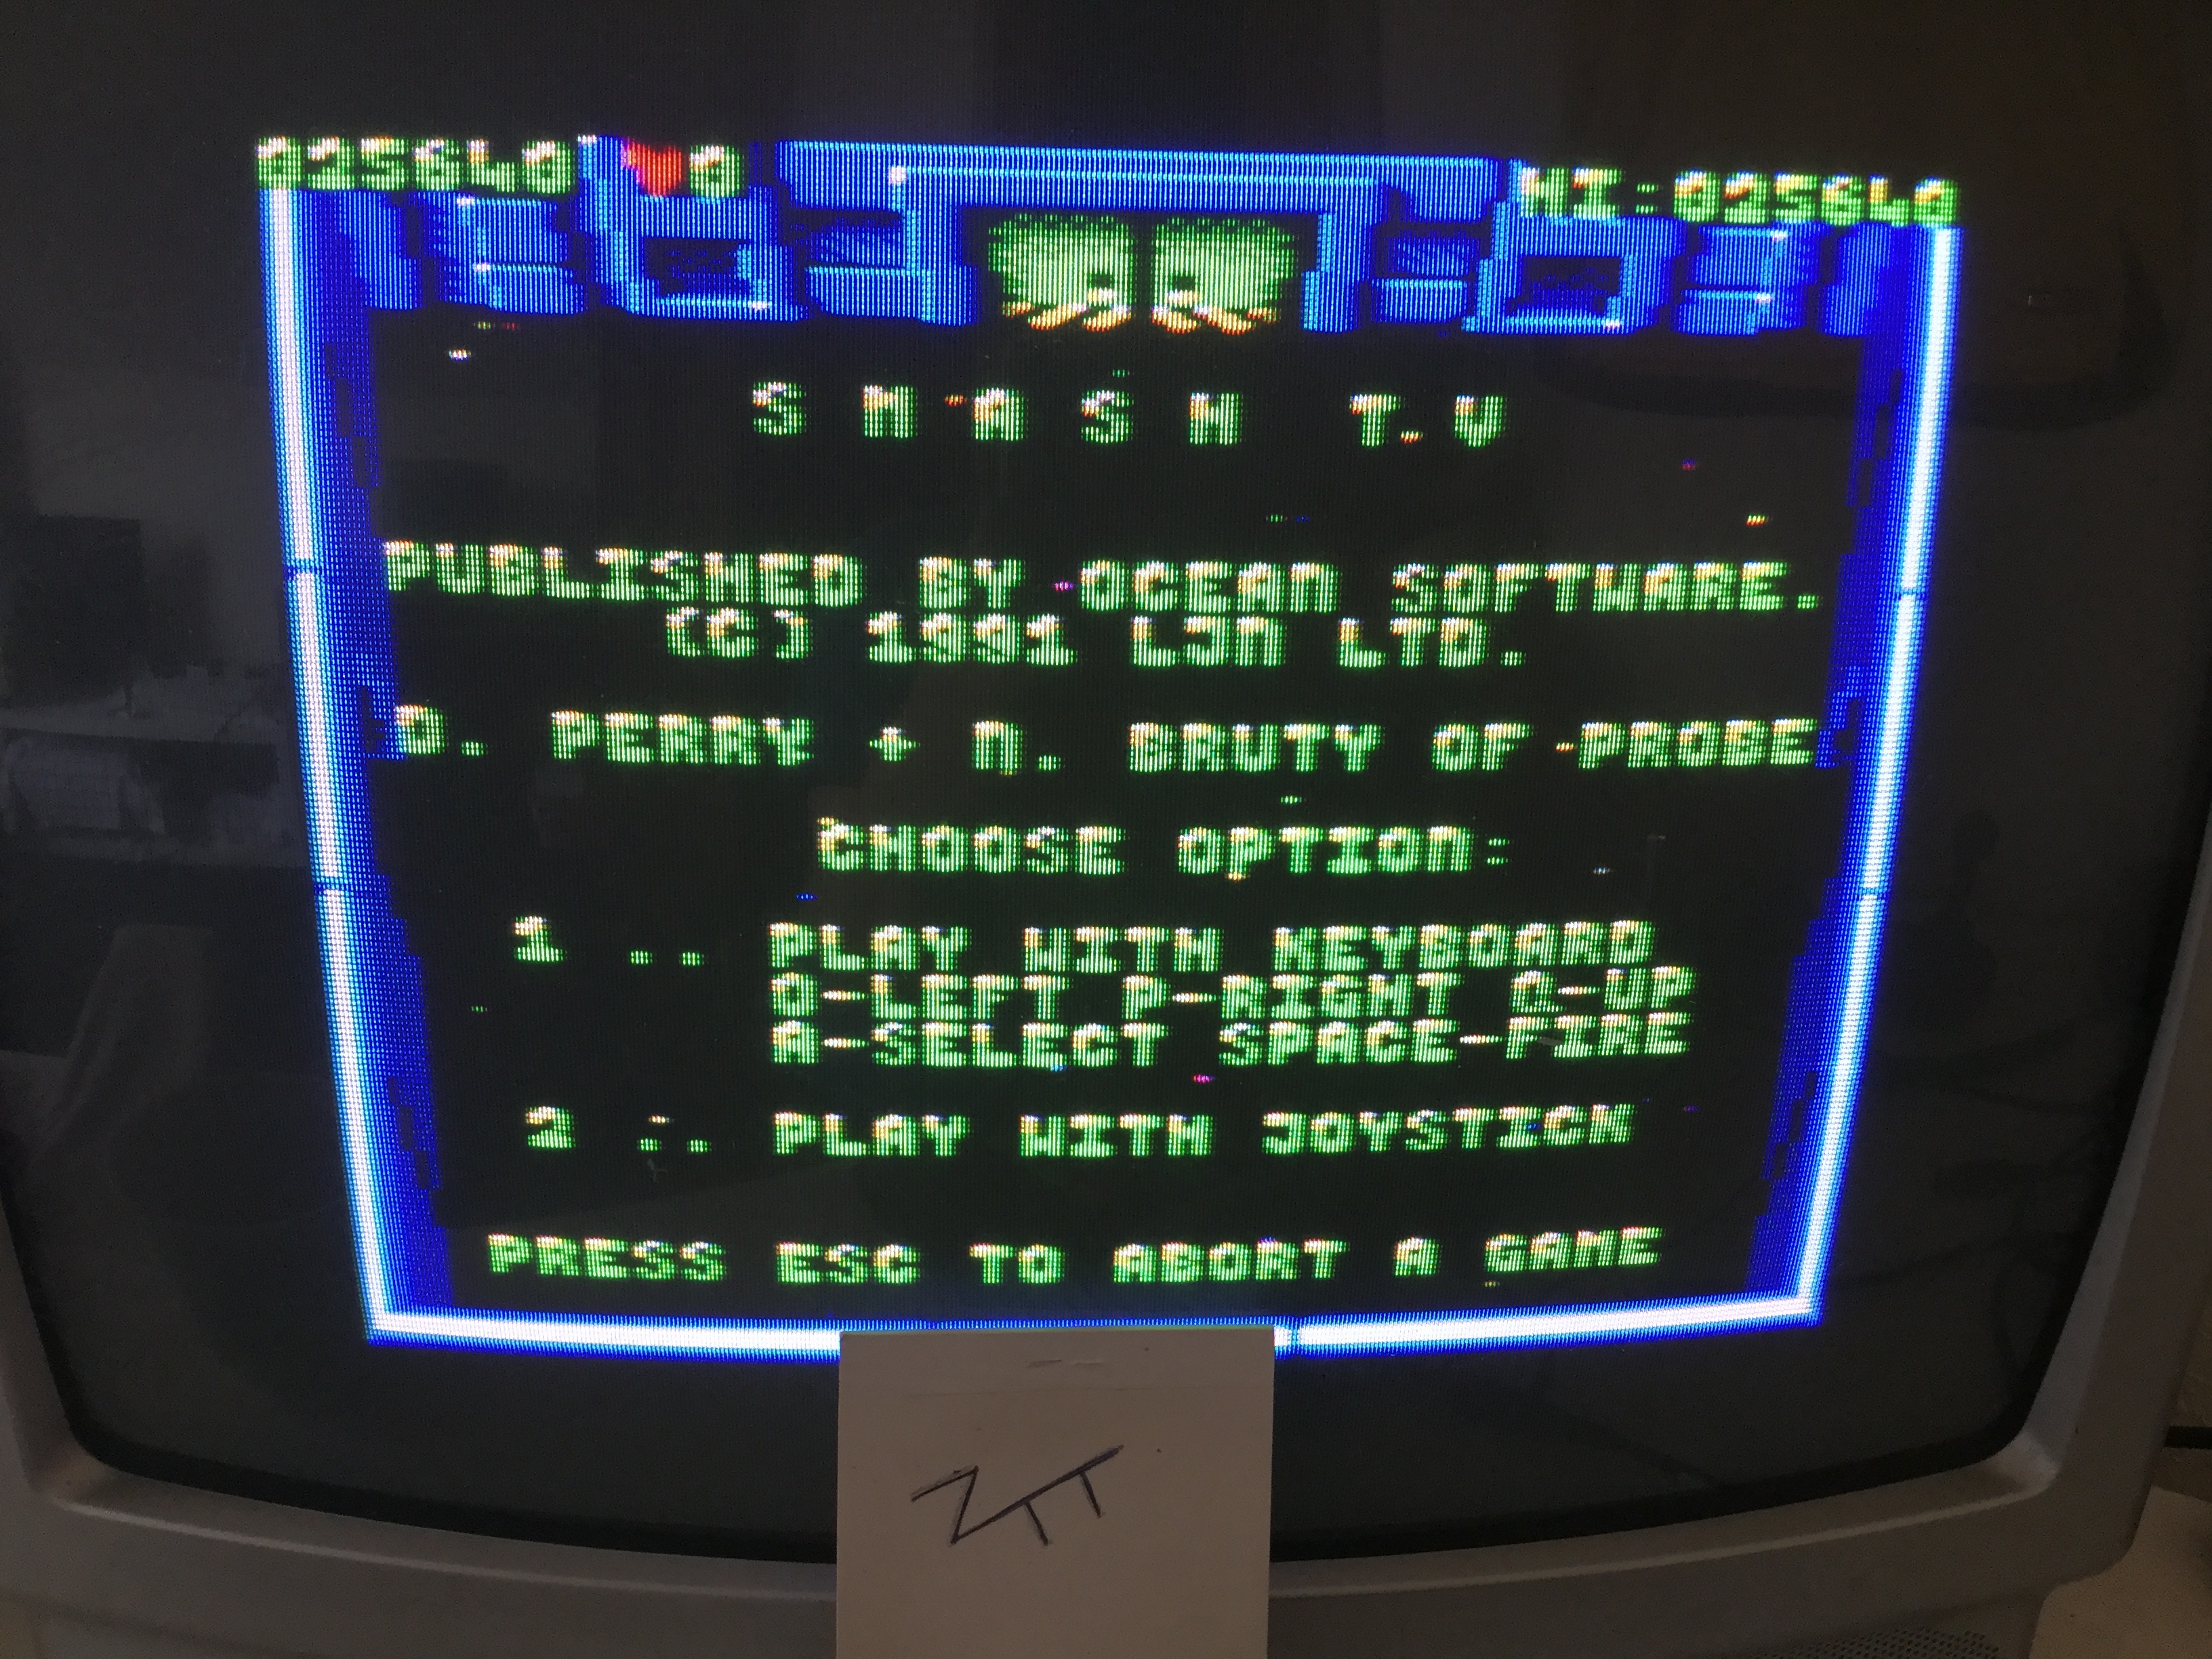 025640 0 HI:025640
S M A S H T.V
PUBLISHED BY OCEAN SOFTWARE.
(C) 1991 LJN LTD.
D. PERRY + N. BRUTY OF PROBE
CHOOSE OPTION:
1 .. PLAY WITH KEYBOARD
O-LEFT P-RIGHT Q-UP
A-SELECT SPACE-FIRE
2 .. PLAY WITH JOYSTICK
PRESS ESC TO ABORT A GAME